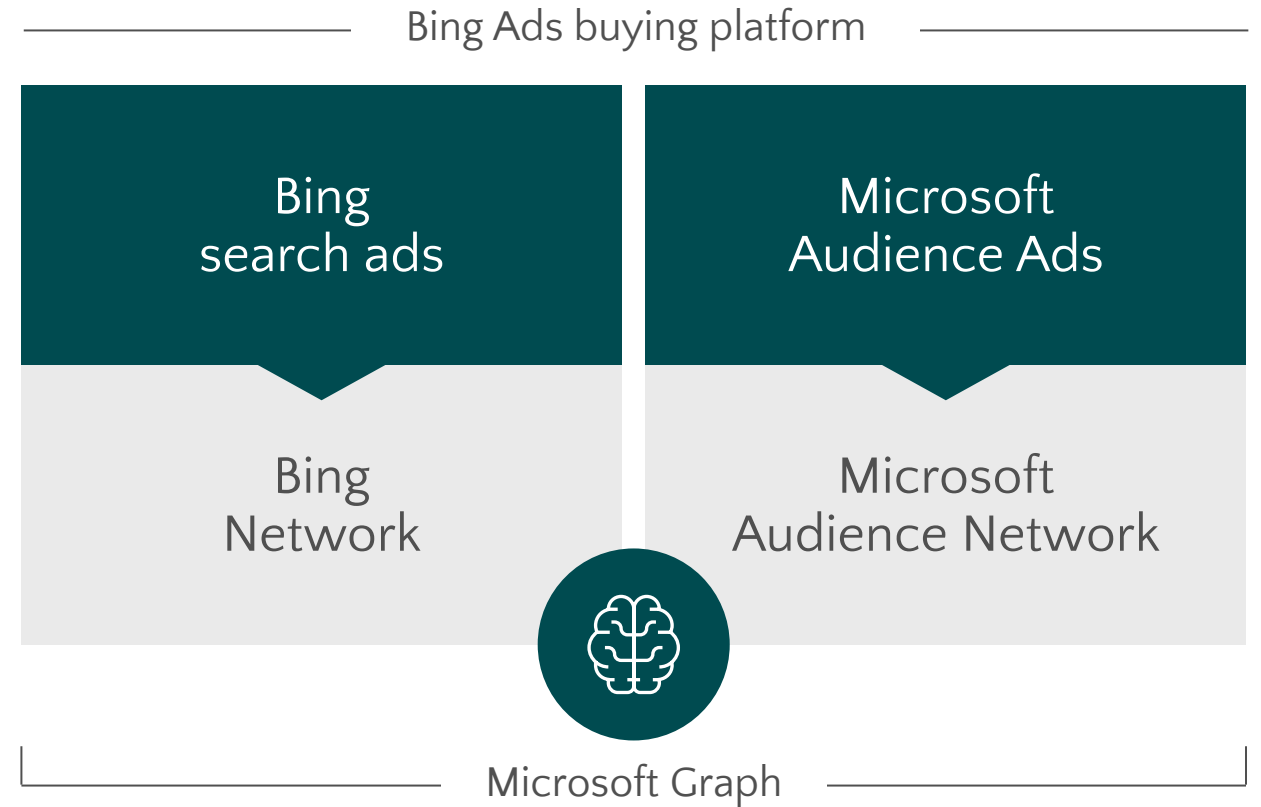 Bing Ads buying platform
Bing
search ads
Microsoft
Audience Ads
Bing
Network
Microsoft
Audience Network
Microsoft Graph